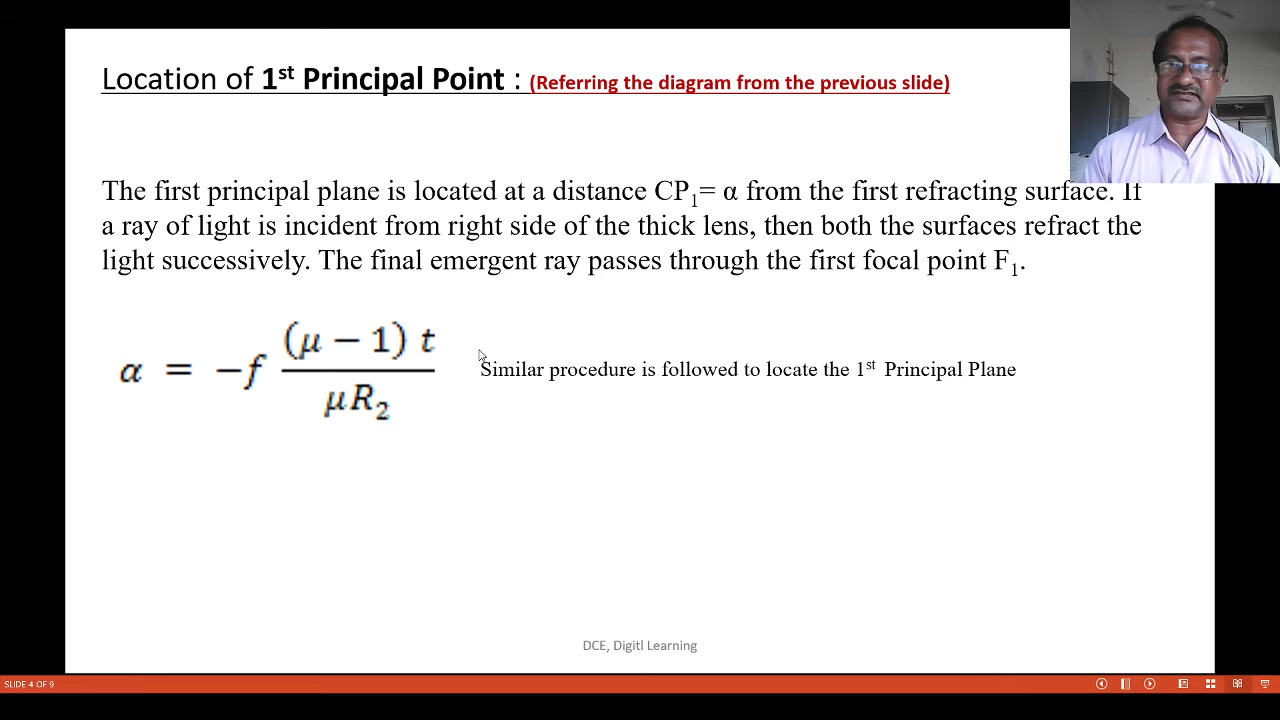 Location of 1st Principal Point : (Referring the diagram from the previous slide)
The first principal plane is located at a distance CP₁= α from the first refracting surface. If
a ray of light is incident from right side of the thick lens, then both the surfaces refract the
light successively. The final emergent ray passes through the first focal point F₁.
α = −f (μ − 1) t / μR₂
Similar procedure is followed to locate the 1st Principal Plane
DCE, Digitl Learning
SLIDE 4 OF 9